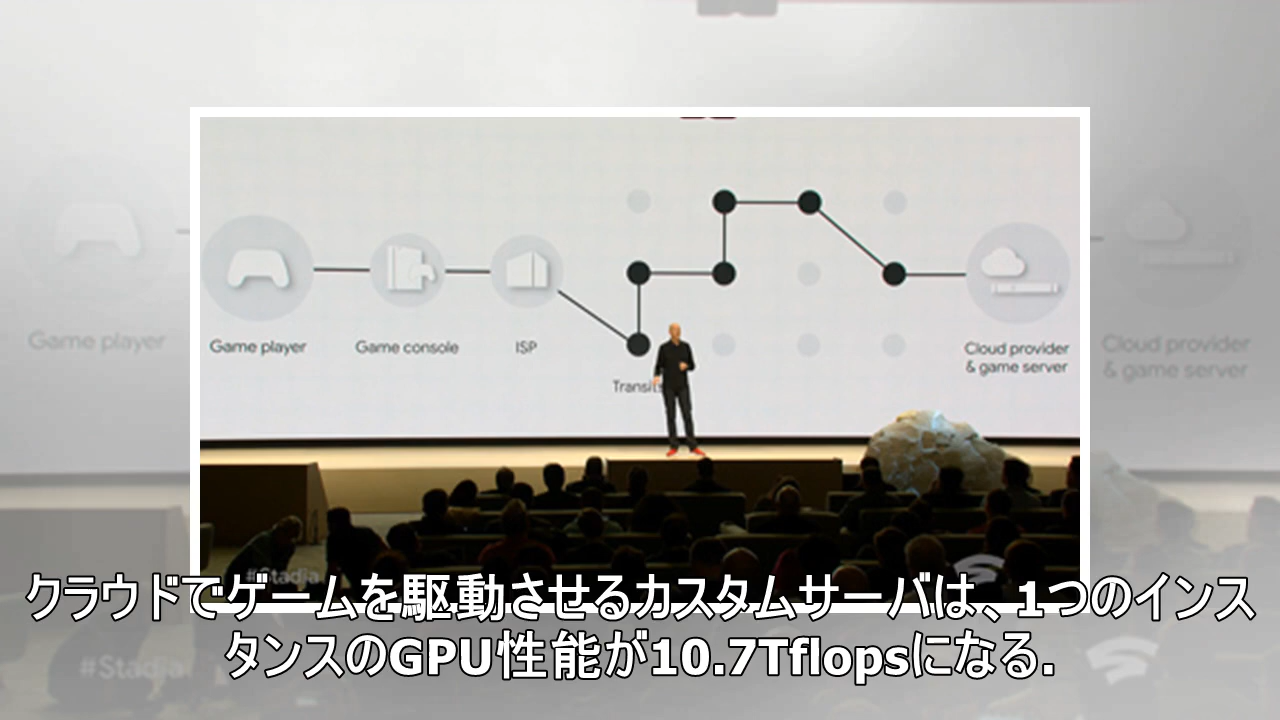 Game player
Game console
ISP
Transit
Cloud provider
& game server
Game player
Cloud provider
& game server
#Stadia
#Stadia
クラウドでゲームを駆動させるカスタムサーバは、1つのインス
タンスのGPU性能が10.7Tflopsになる.